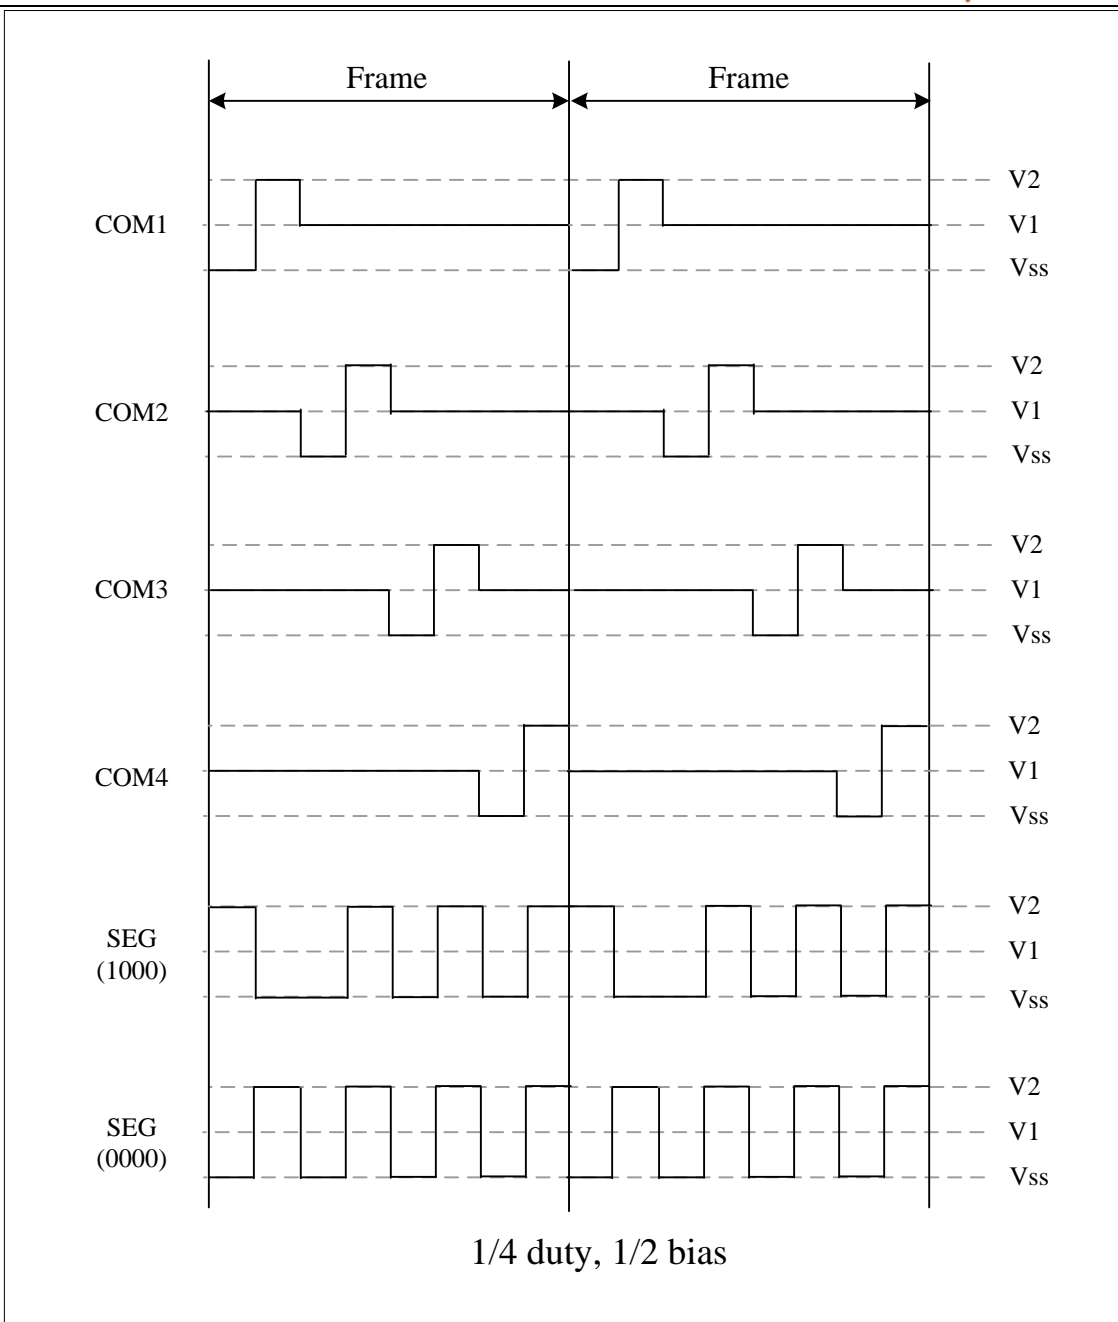 Frame Frame
V2
COM1 V1
Vss
V2
COM2 V1
Vss
V2
COM3 V1
Vss
V2
COM4 V1
Vss
V2
SEG
(1000)
V1
Vss
V2
SEG
(0000)
V1
Vss
1/4 duty, 1/2 bias